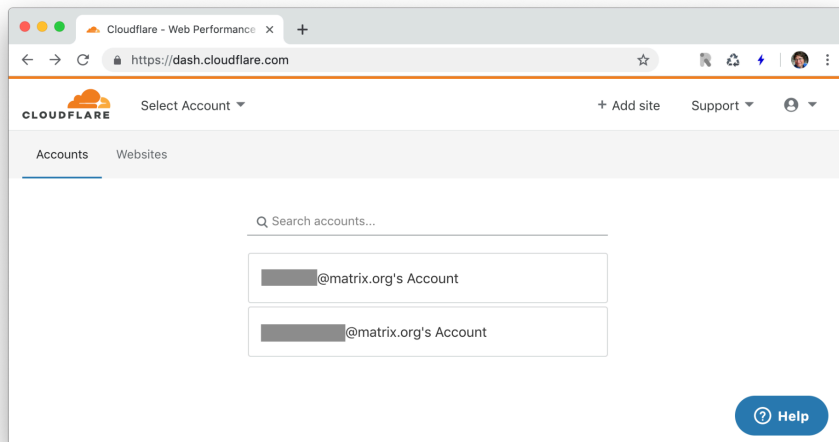 Cloudflare - Web Performance
https://dash.cloudflare.com
CLOUDFLARE
Select Account
+ Add site
Support
Accounts
Websites
Search accounts...
@matrix.org's Account
@matrix.org's Account
Help